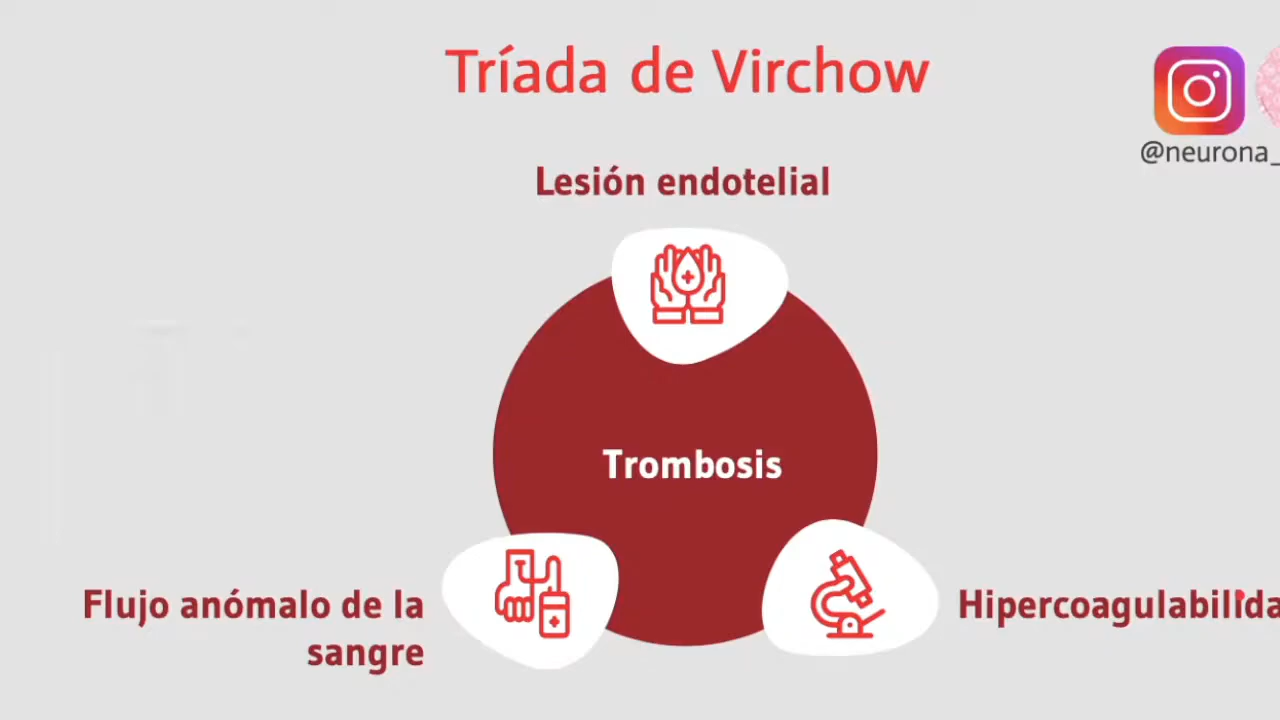 Tríada de Virchow
@neurona_
Lesión endotelial
Trombosis
Flujo anómalo de la
sangre
Hipercoagulabilida